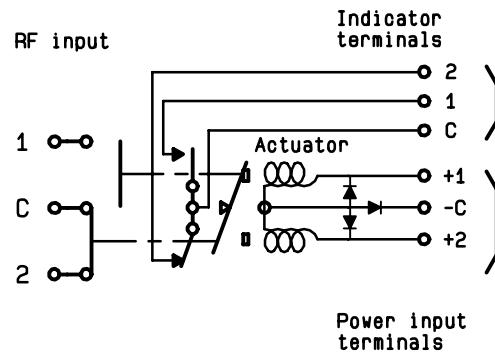 Indicator
terminals
RF input
2
1
C
Actuator
1
C
2
+1
-C
+2
Power input
terminals